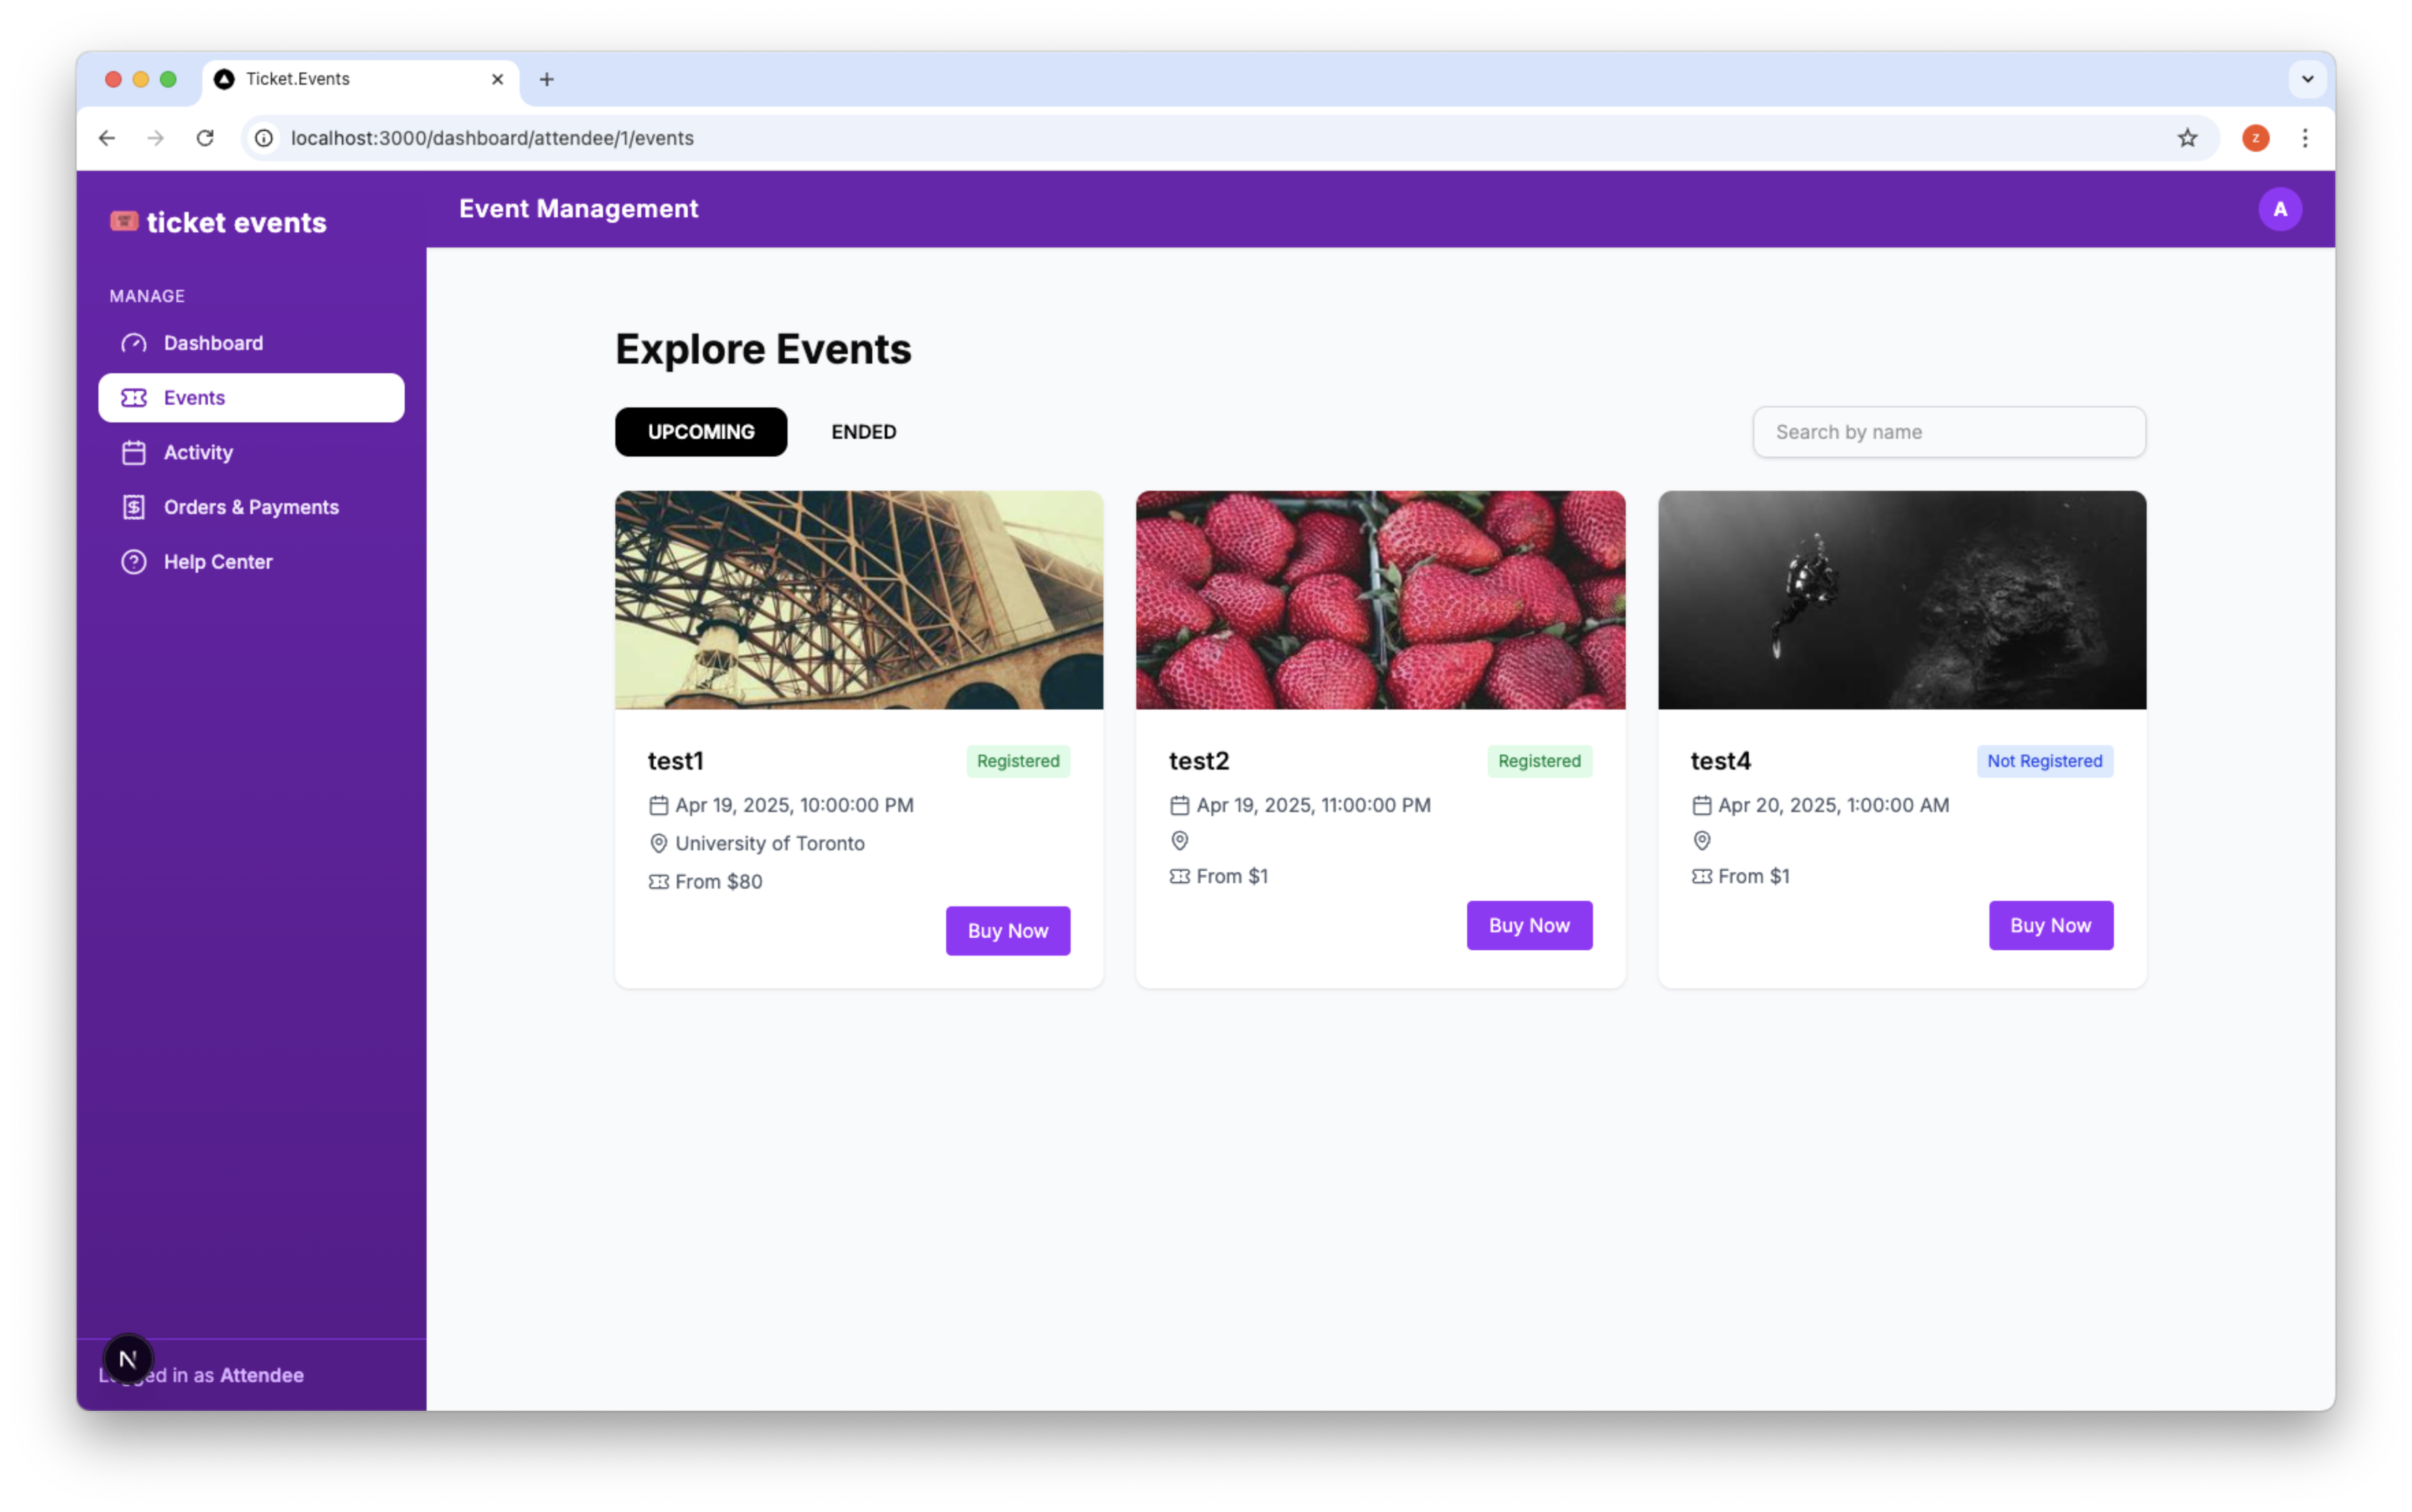 Ticket.Events
localhost:3000/dashboard/attendee/1/events
Z
ticket events
Event Management
A
MANAGE
Dashboard
Events
Activity
Orders & Payments
Help Center
Explore Events
UPCOMING
ENDED
Search by name
test1
Registered
Apr 19, 2025, 10:00:00 PM
University of Toronto
From $80
Buy Now
test2
Registered
Apr 19, 2025, 11:00:00 PM
From $1
Buy Now
test4
Not Registered
Apr 20, 2025, 1:00:00 AM
From $1
Buy Now
N
in as Attendee